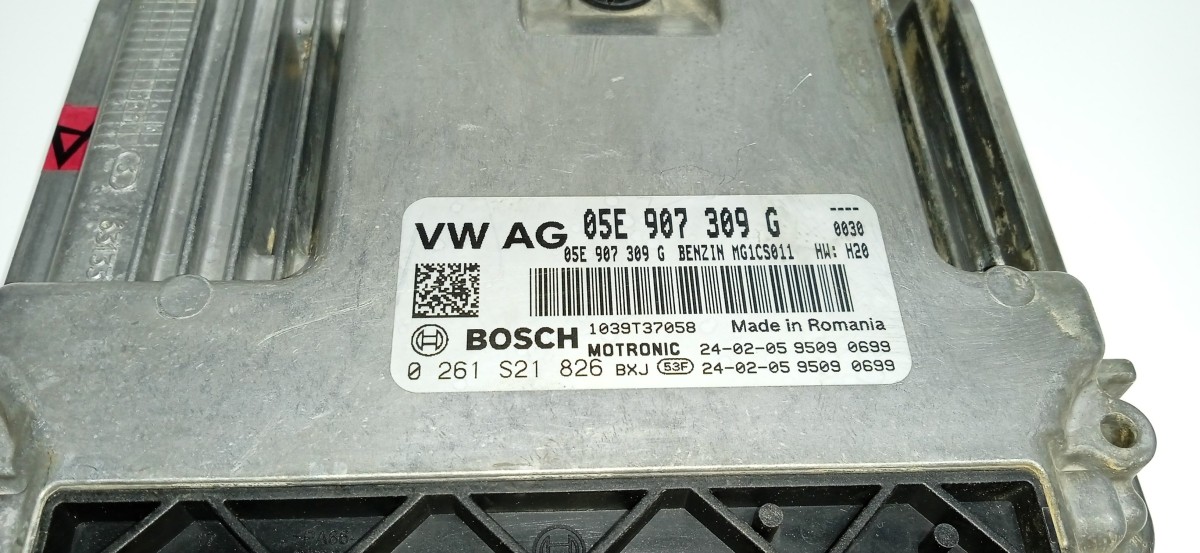 VW AG 05E 907 309 G ----
0030
05E 907 309 G BENZIN MG1CS011 HW: H20
BOSCH 1039T37058 Made in Romania
MOTRONIC 24-02-05 9509 0699
0 261 S21 826 BXJ 53F 24-02-05 9509 0699